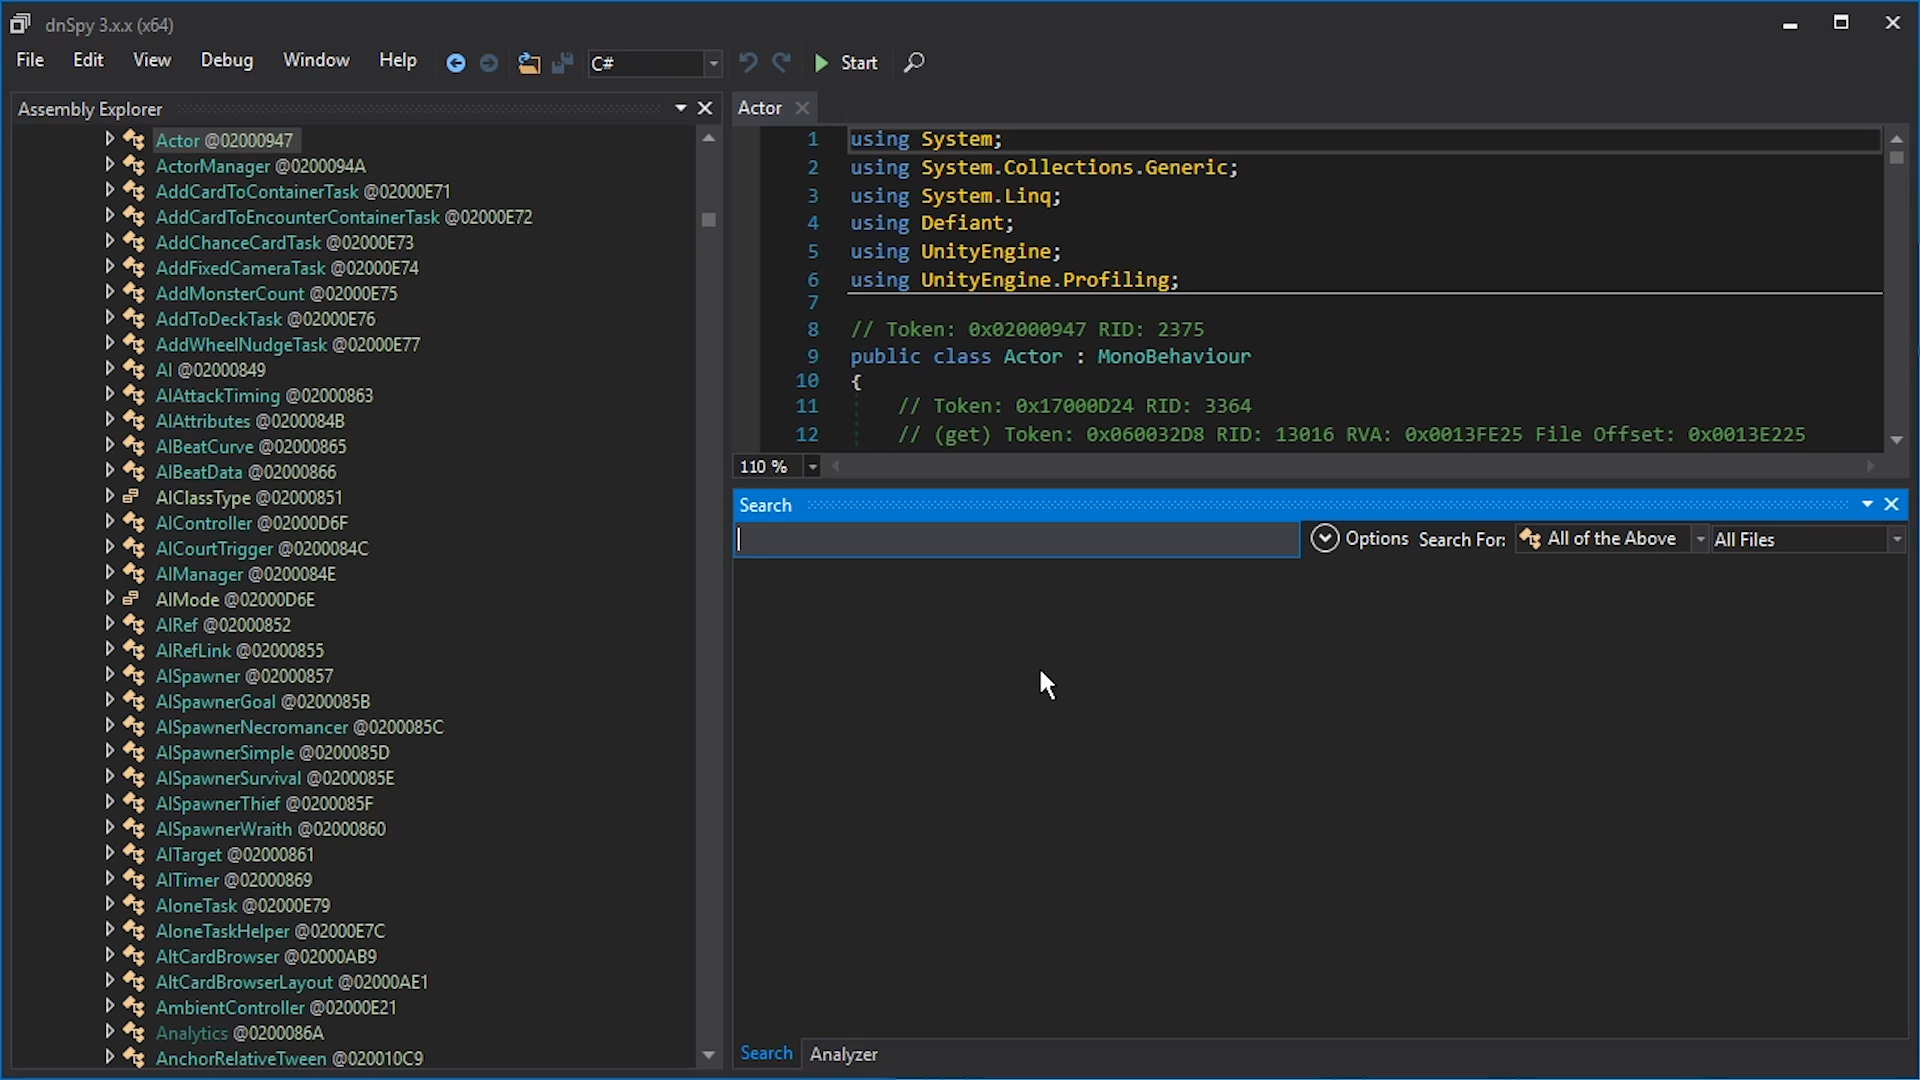 dnSpy 3.x.x (x64)
File Edit View Debug Window Help C# Start
Assembly Explorer
Actor @02000947
ActorManager @0200094A
AddCardToContainerTask @02000E71
AddCardToEncounterContainerTask @02000E72
AddChanceCardTask @02000E73
AddFixedCameraTask @02000E74
AddMonsterCount @02000E75
AddToDeckTask @02000E76
AddWheelNudgeTask @02000E77
AI @02000849
AIAttackTiming @02000863
AIAttributes @0200084B
AIBeatCurve @02000865
AIBeatData @02000866
AIClassType @02000851
AIController @02000D6F
AICourtTrigger @0200084C
AIManager @0200084E
AIMode @02000D6E
AIRef @02000852
AIRefLink @02000855
AISpawner @02000857
AISpawnerGoal @0200085B
AISpawnerNecromancer @0200085C
AISpawnerSimple @0200085D
AISpawnerSurvival @0200085E
AISpawnerThief @0200085F
AISpawnerWraith @02000860
AITarget @02000861
AITimer @02000869
AloneTask @02000E79
AloneTaskHelper @02000E7C
AltCardBrowser @02000AB9
AltCardBrowserLayout @02000AE1
AmbientController @02000E21
Analytics @0200086A
AnchorRelativeTween @020010C9
Actor
1 using System;
2 using System.Collections.Generic;
3 using System.Linq;
4 using Defiant;
5 using UnityEngine;
6 using UnityEngine.Profiling;
7
8 // Token: 0x02000947 RID: 2375
9 public class Actor : MonoBehaviour
10 {
11 // Token: 0x17000D24 RID: 3364
12 // (get) Token: 0x060032D8 RID: 13016 RVA: 0x0013FE25 File Offset: 0x0013E225
110 %
Search
Options Search For: All of the Above All Files
Search Analyzer